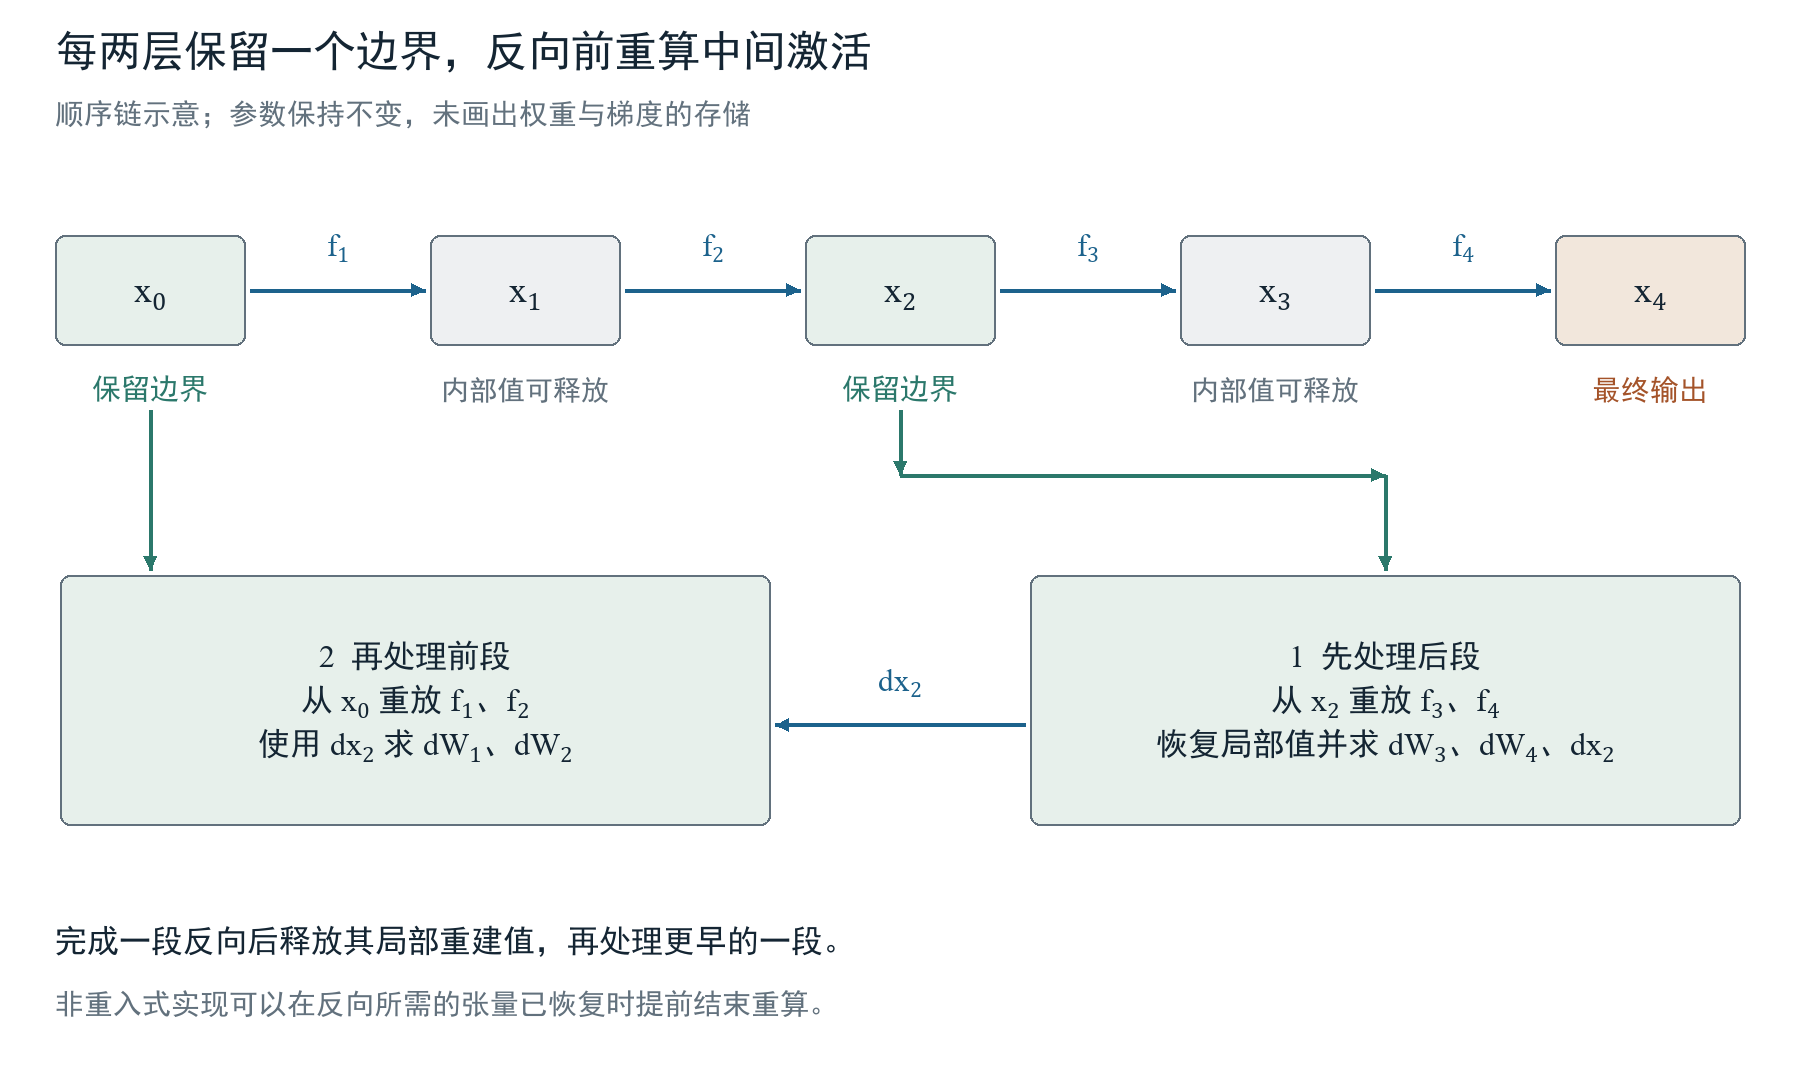 每两层保留一个边界，反向前重算中间激活
顺序链示意；参数保持不变，未画出权重与梯度的存储
f₁
f₂
f₃
f₄
x₀
x₁
x₂
x₃
x₄
保留边界
内部值可释放
保留边界
内部值可释放
最终输出
2 再处理前段
从 x₀ 重放 f₁、f₂
使用 dx₂ 求 dW₁、dW₂
dx₂
1 先处理后段
从 x₂ 重放 f₃、f₄
恢复局部值并求 dW₃、dW₄、dx₂
完成一段反向后释放其局部重建值，再处理更早的一段。
非重入式实现可以在反向所需的张量已恢复时提前结束重算。